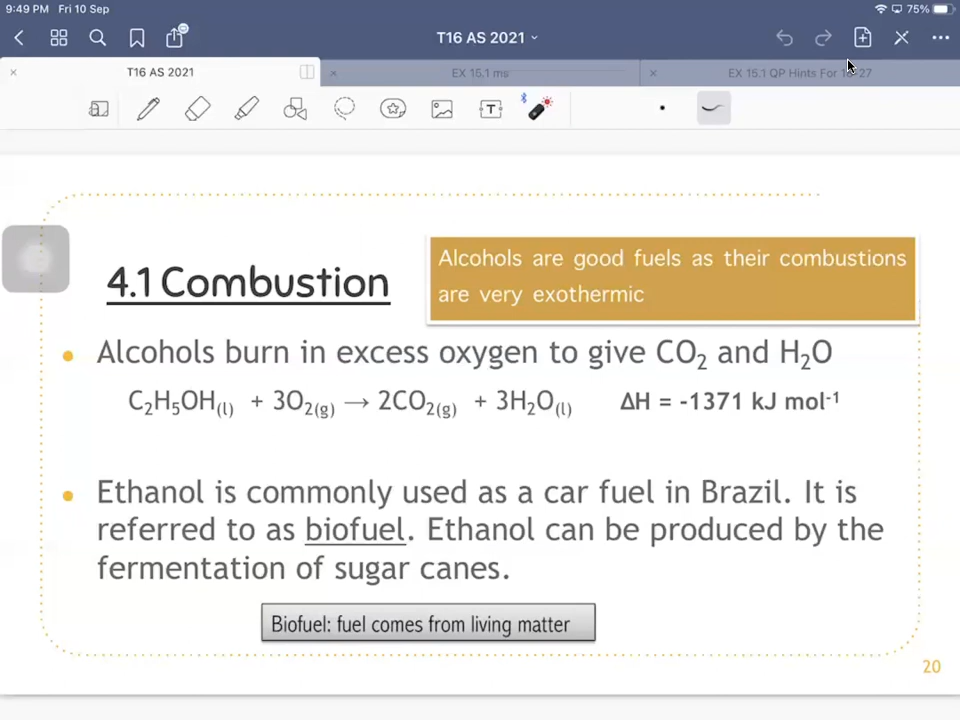 9:49 PM Fri 10 Sep
75%
T16 AS 2021
T16 AS 2021
EX 15.1 ms
EX 15.1 QP Hints For
27
T
4.1 Combustion
Alcohols are good fuels as their combustions
are very exothermic
• Alcohols burn in excess oxygen to give CO₂ and H₂O
C₂H₅OH(l) + 3O₂(g) → 2CO₂(g) + 3H₂O(l) ΔH = -1371 kJ mol⁻¹
• Ethanol is commonly used as a car fuel in Brazil. It is
referred to as biofuel. Ethanol can be produced by the
fermentation of sugar canes.
Biofuel: fuel comes from living matter
20